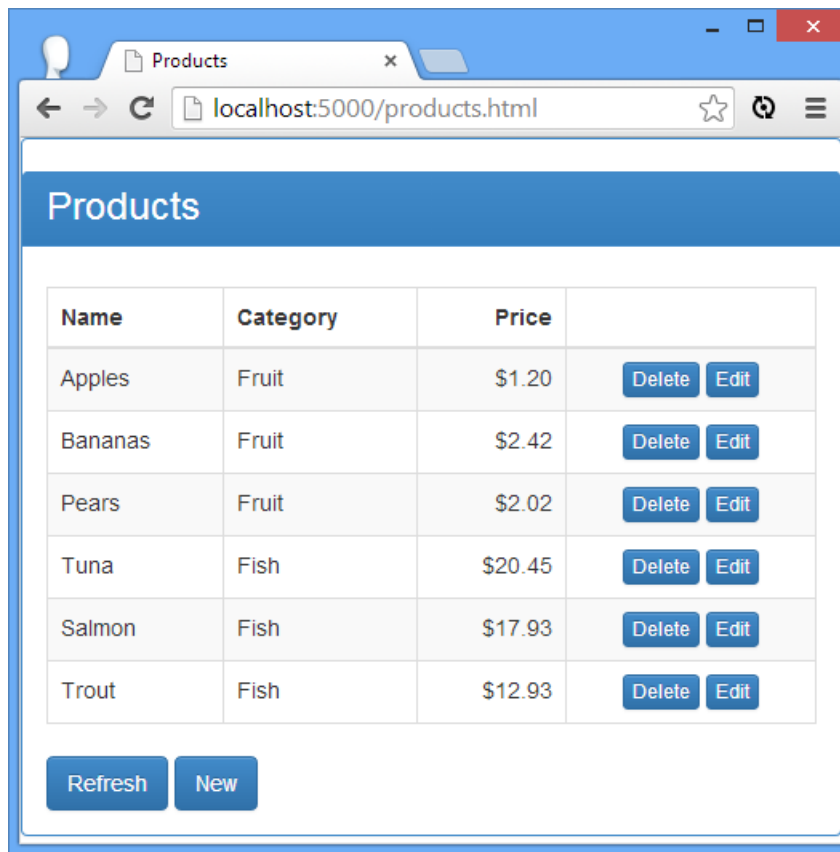 Products
localhost:5000/products.html
Products
Name Category Price
Apples Fruit $1.20 Delete Edit
Bananas Fruit $2.42 Delete Edit
Pears Fruit $2.02 Delete Edit
Tuna Fish $20.45 Delete Edit
Salmon Fish $17.93 Delete Edit
Trout Fish $12.93 Delete Edit
Refresh New